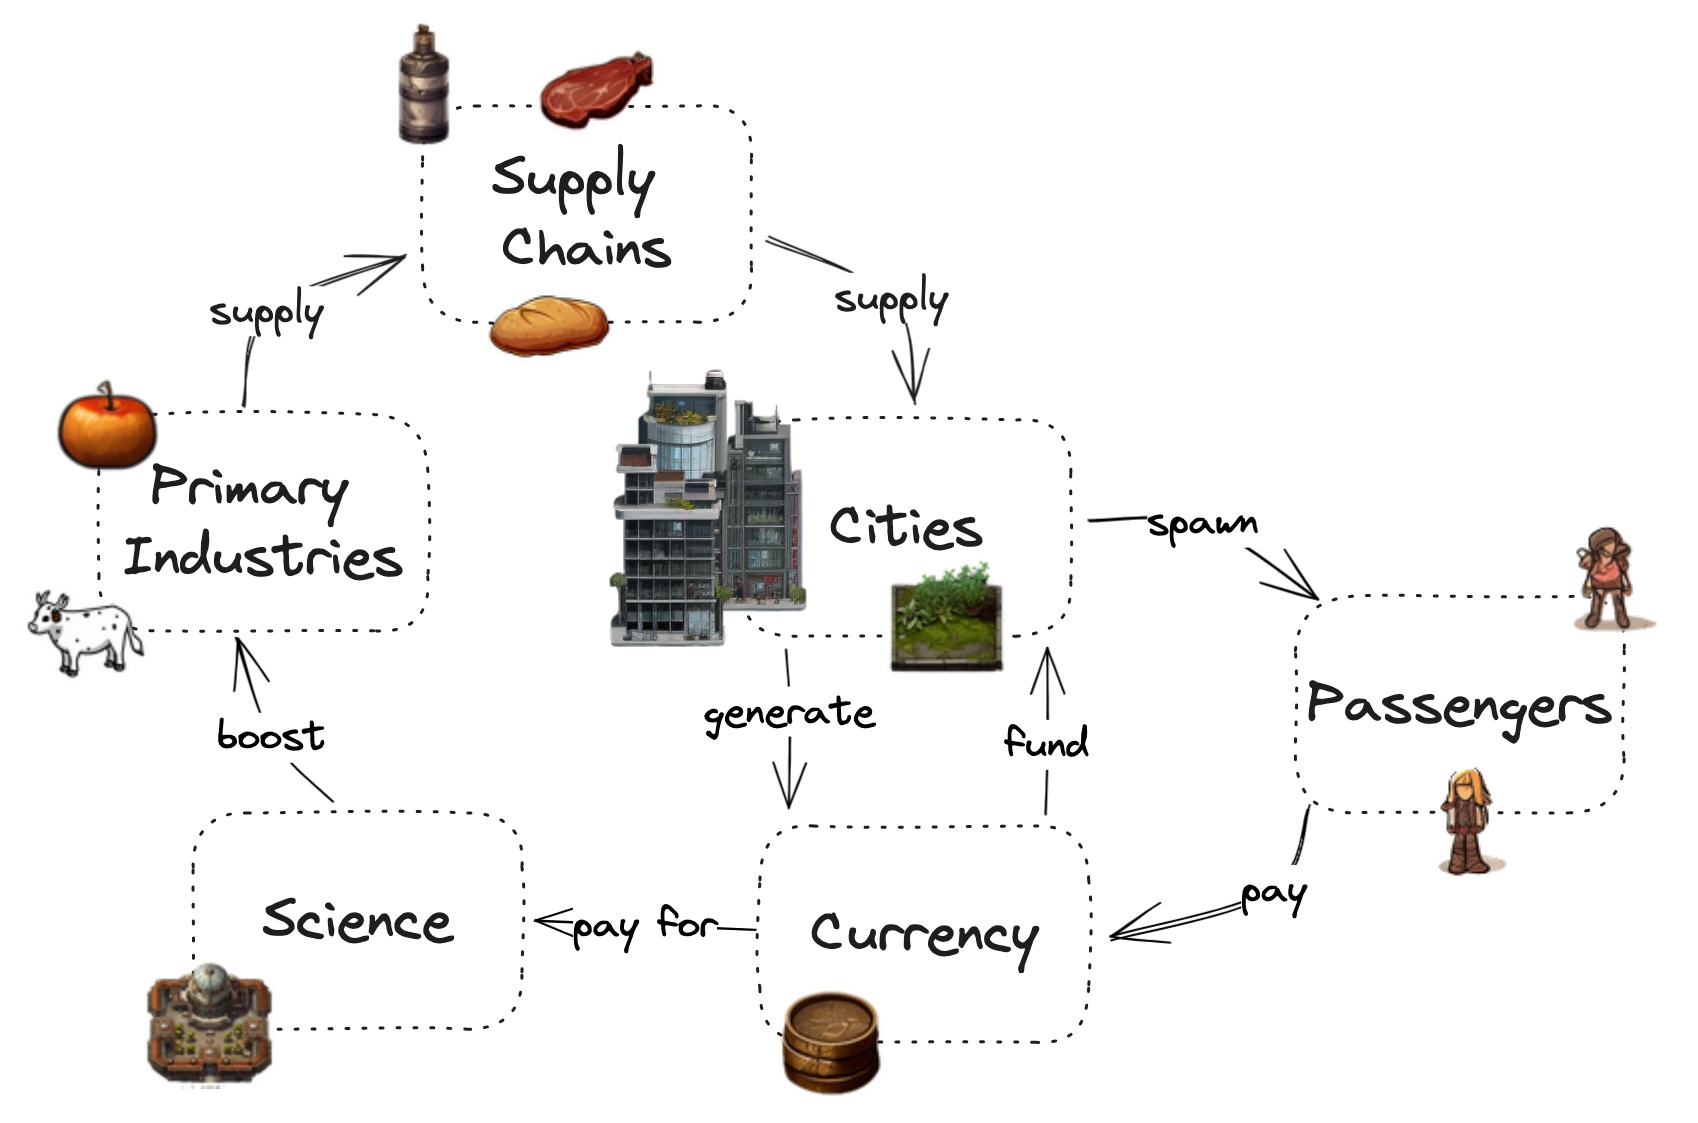 Supply
Chains
supply
supply
Primary
Industries
Cities
spawn
Passengers
generate
fund
boost
pay
Science
pay for
Currency